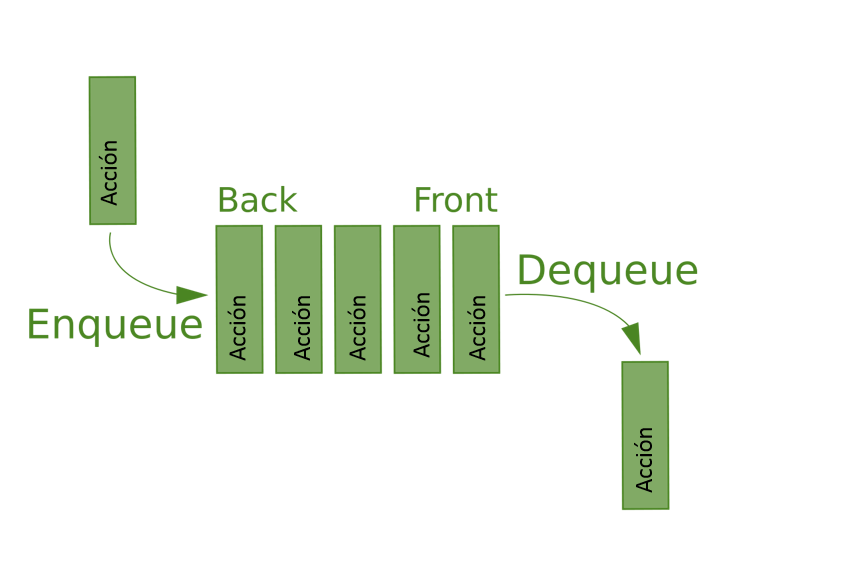 Acción
Back
Front
Enqueue
Acción
Acción
Acción
Acción
Acción
Dequeue
Acción